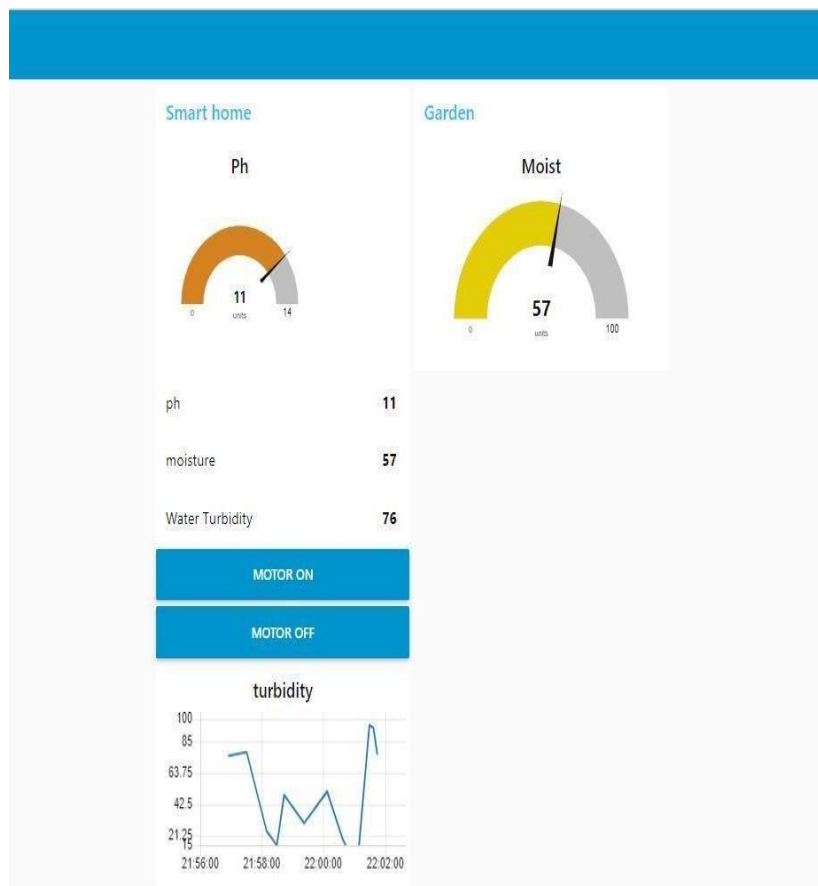 Smart home
Ph
11
units
0
14
ph 11
moisture 57
Water Turbidity 76
MOTOR ON
MOTOR OFF
turbidity
100
85
63.75
42.5
21.25
15
21:56:00 21:58:00 22:00:00 22:02:00
Garden
Moist
57
units
0
100